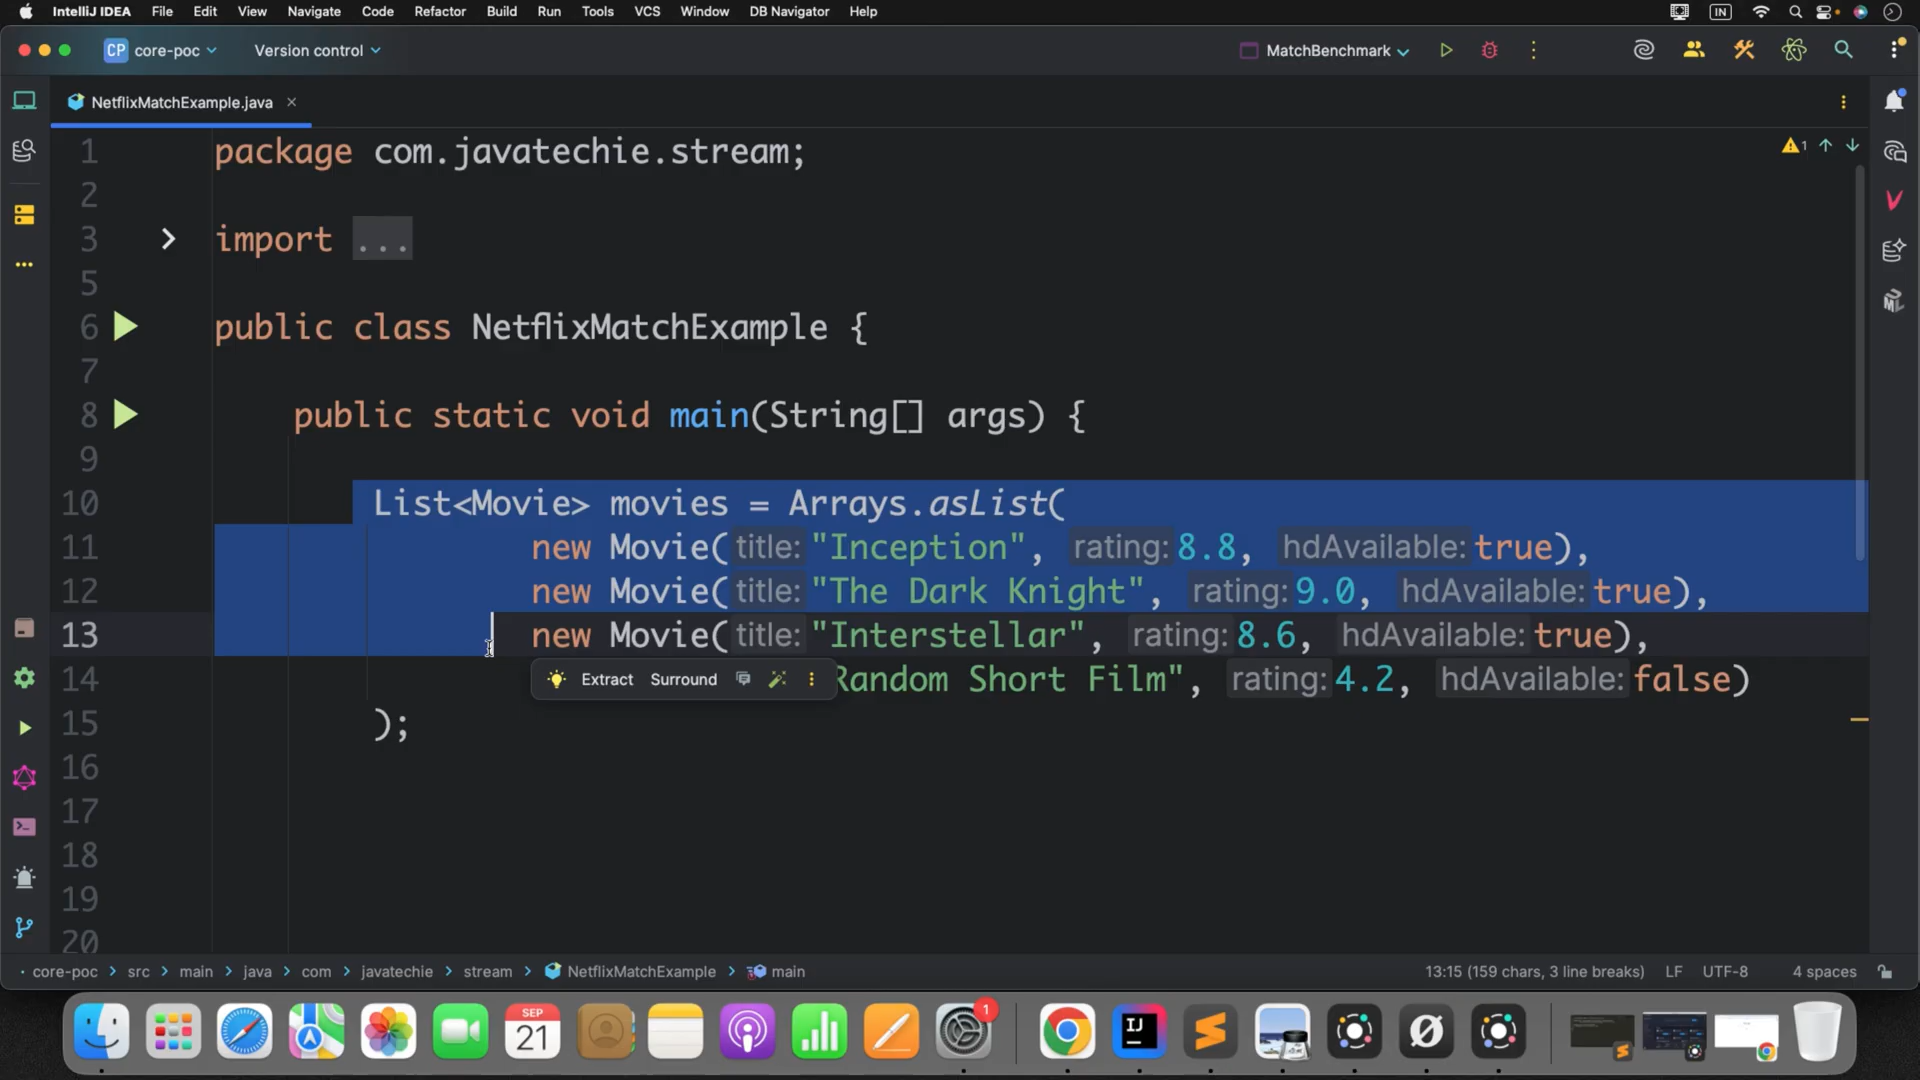 IntelliJ IDEA File Edit View Navigate Code Refactor Build Run Tools VCS Window DB Navigator Help IN
CP core-poc Version control MatchBenchmark
NetflixMatchExample.java
1 package com.javatechie.stream; 1
2
3 import ...
5
6 public class NetflixMatchExample {
7
8 public static void main(String[] args) {
9
10 List<Movie> movies = Arrays.asList(
11 new Movie( title: "Inception", rating: 8.8, hdAvailable: true),
12 new Movie( title: "The Dark Knight", rating: 9.0, hdAvailable: true),
13 new Movie( title: "Interstellar", rating: 8.6, hdAvailable: true),
14 Random Short Film", rating: 4.2, hdAvailable: false)
Extract Surround
15 );
16
17
18
19
20
core-poc > src > main > java > com > javatechie > stream > NetflixMatchExample > main 13:15 (159 chars, 3 line breaks) LF UTF-8 4 spaces
SEP
21
1
IJ